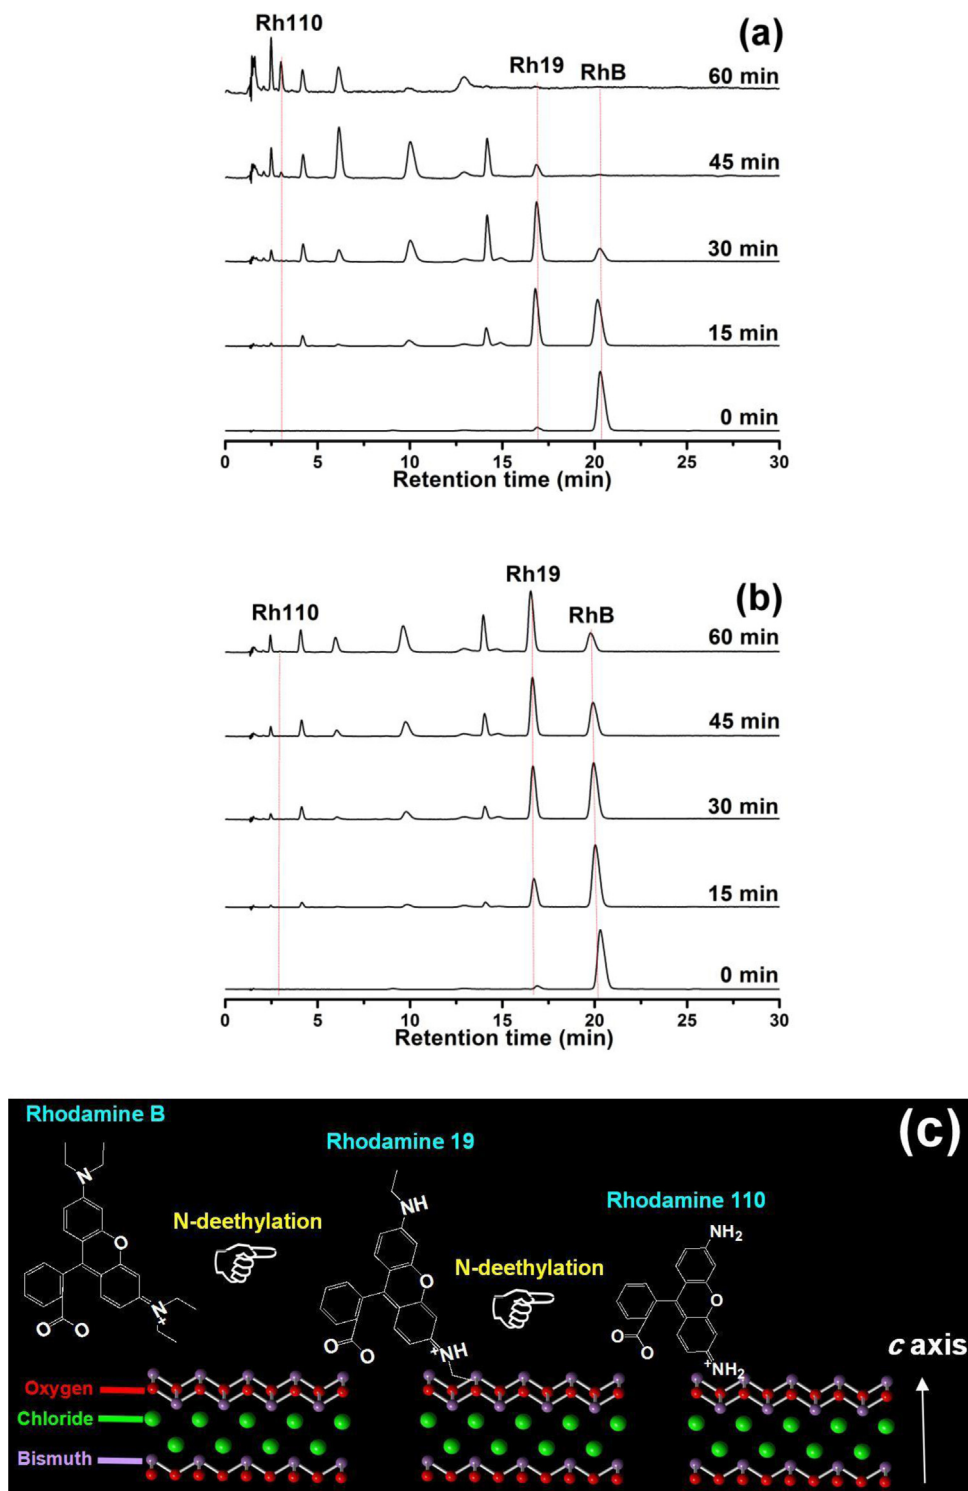 (a)
Rh110
Rh19
RhB
60 min
45 min
30 min
15 min
0 min
0 5 10 15 20 25 30
Retention time (min)
(b)
Rh19
Rh110
RhB
60 min
45 min
30 min
15 min
0 min
0 5 10 15 20 25 30
Retention time (min)
(c)
Rhodamine B
Rhodamine 19
Rhodamine 110
N
O
N
+
O
O
N-deethylation
NH
O
NH
+
O
O
N-deethylation
NH2
O
NH2
+
O
O
c axis
Oxygen
Chloride
Bismuth